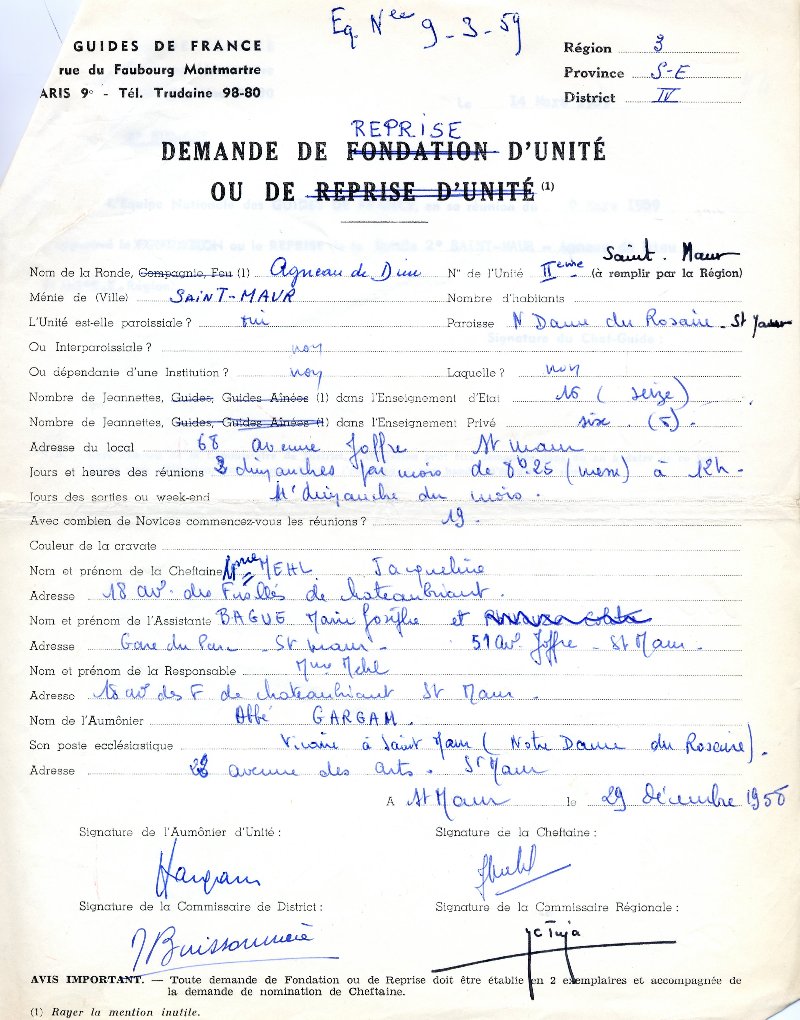 Eq. Nee 9-3-59
GUIDES DE FRANCE
rue du Faubourg Montmartre
ARIS 9e - Tél. Trudaine 98-80
Région 3
Province S-E
District IV
REPRISE
DEMANDE DE FONDATION D'UNITÉ
OU DE REPRISE D'UNITÉ (1)
Saint-Maur
Nom de la Ronde, Compagnie, Feu (1) Agneau de Dieu N° de l'Unité IIeme (à remplir par la Région)
Ménie de (Ville) SAINT-MAUR Nombre d'habitants
L'Unité est-elle paroissiale ? oui Paroisse N Dame du Rosaire - St Maur
Ou Interparoissiale ? non
Ou dépendante d'une Institution ? non Laquelle ? non
Nombre de Jeannettes, Guides, Guides Aînées (1) dans l'Enseignement d'Etat 16 (seize)
Nombre de Jeannettes, Guides, Guides Aînées (1) dans l'Enseignement Privé six (6).
Adresse du local 68 avenue Joffre St Maur
Jours et heures des réunions 2 dimanches par mois de 8h25 (messe) à 12h -
Jours des sorties ou week-end 4e dimanche du mois.
Avec combien de Novices commencez-vous les réunions ? 19.
Couleur de la cravate
Nom et prénom de la Cheftaine Mme MEHL Jacqueline
Adresse 18 av. des Fusillés de chateaubriant.
Nom et prénom de l'Assistante BAGUE Marie Josèphe et
Adresse Gare du Parc - St Maur - 51 av. Joffre - St Maur.
Nom et prénom de la Responsable Mme Mehl
Adresse 18 av des F. de chateaubriant St Maur.
Nom de l'Aumônier Abbé GARGAM.
Son poste ecclésiastique Vicaire à Saint Maur (Notre Dame du Rosaire).
Adresse avenue des Arts. St Maur
A St Maur le 29 décembre 1958
Signature de l'Aumônier d'Unité : Signature de la Cheftaine :
Gargam JMehl
Signature de la Commissaire de District : Signature de la Commissaire Régionale :
AVIS IMPORTANT. — Toute demande de Fondation ou de Reprise doit être établie en 2 exemplaires et accompagnée de
la demande de nomination de Cheftaine.
(1) Rayer la mention inutile.